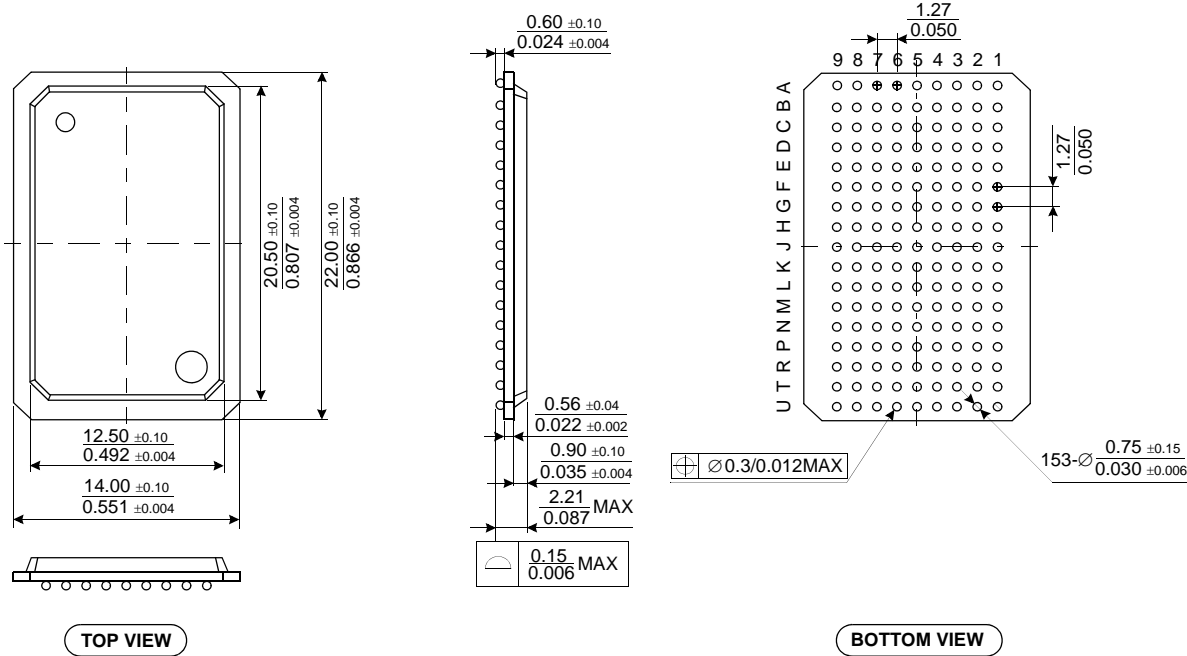 0.60 ±0.10
0.024 ±0.004
1.27
0.050
9 8 7 6 5 4 3 2 1
U T R P N M L K J H G F E D C B A
1.27
0.050
20.50 ±0.10
0.807 ±0.004
22.00 ±0.10
0.866 ±0.004
12.50 ±0.10
0.492 ±0.004
14.00 ±0.10
0.551 ±0.004
0.56 ±0.04
0.022 ±0.002
0.90 ±0.10
0.035 ±0.004
2.21
0.087 MAX
0.15
0.006 MAX
⌀0.3/0.012MAX
153-⌀ 0.75 ±0.15
0.030 ±0.006
TOP VIEW
BOTTOM VIEW